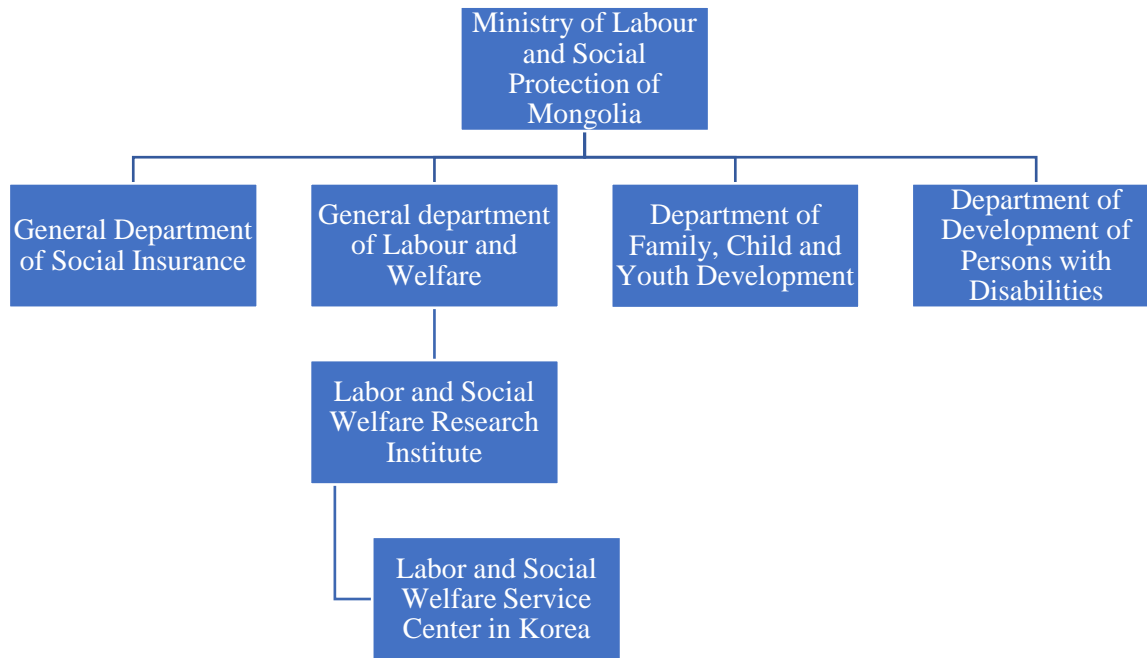 Ministry of Labour
and Social
Protection of
Mongolia
General Department
of Social Insurance
General department
of Labour and
Welfare
Department of
Family, Child and
Youth Development
Department of
Development of
Persons with
Disabilities
Labor and Social
Welfare Research
Institute
Labor and Social
Welfare Service
Center in Korea